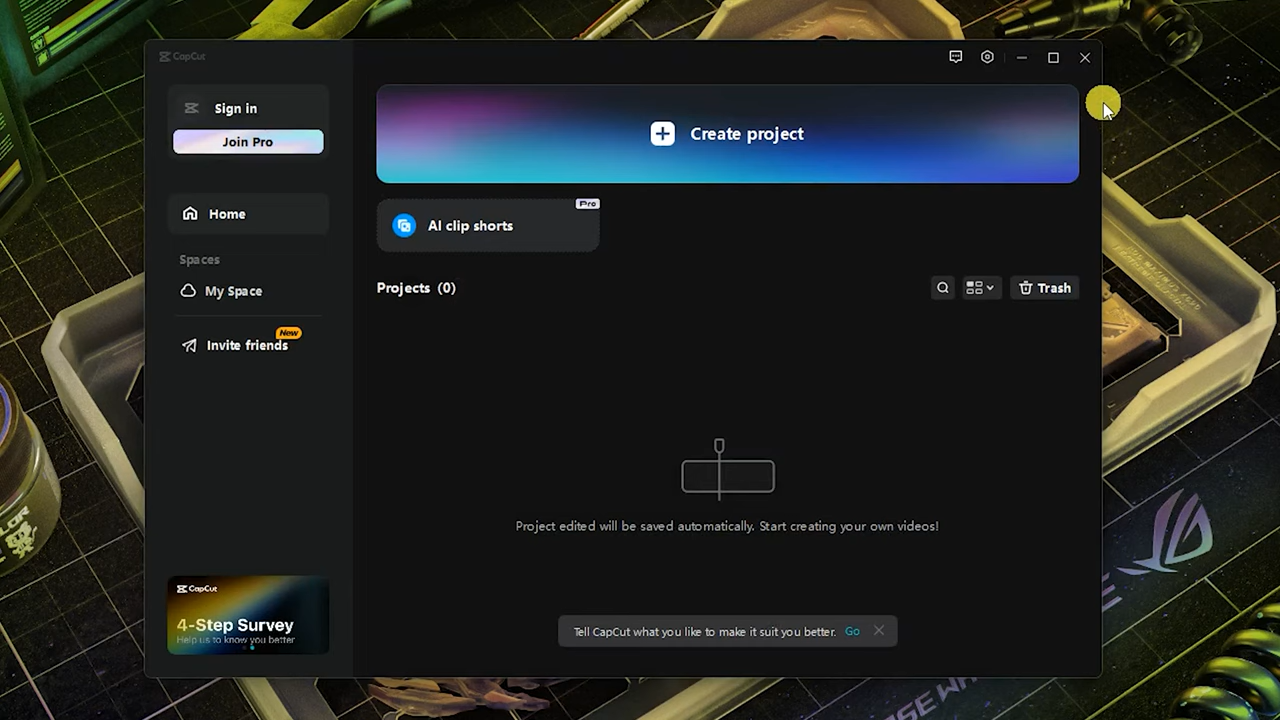 CapCut
Sign in
Join Pro
Create project
Home
Pro
AI clip shorts
Spaces
My Space
Projects (0)
Trash
New
Invite friends
Project edited will be saved automatically. Start creating your own videos!
CapCut
4-Step Survey
Help us to know you better
Tell CapCut what you like to make it suit you better. Go